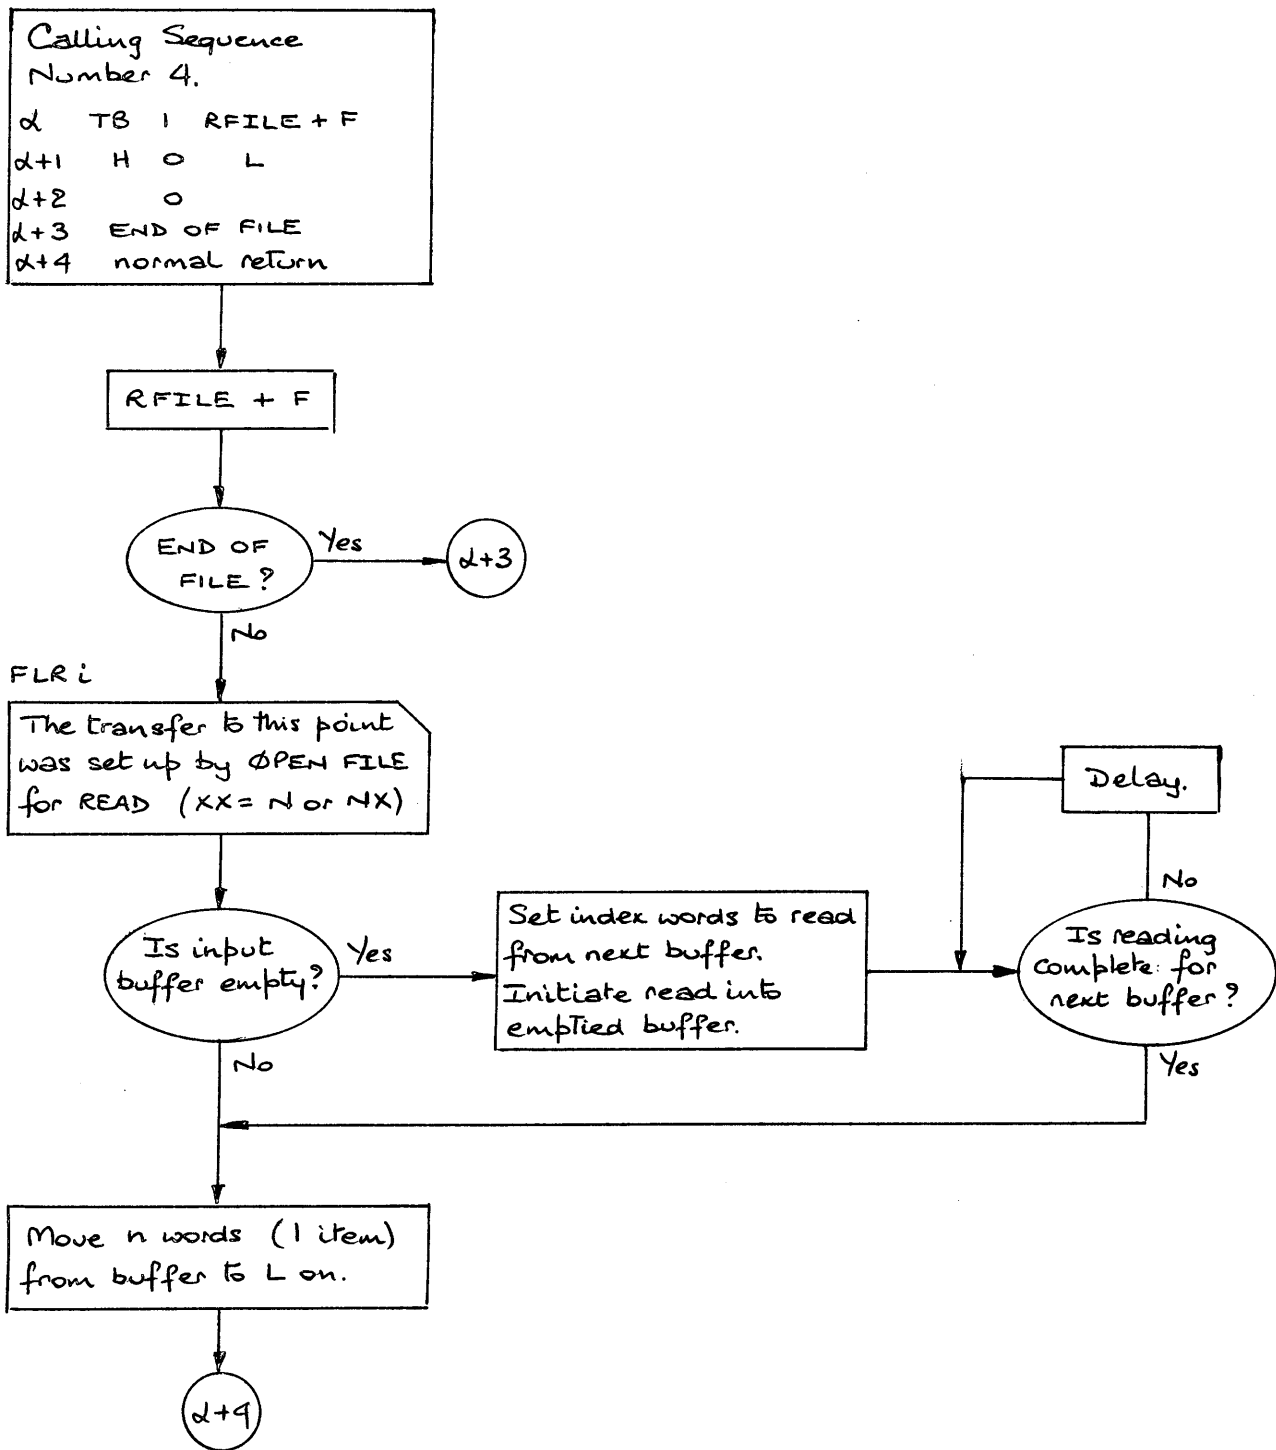 Calling Sequence
Number 4.
α TB 1 RFILE + F
α+1 H 0 L
α+2 0
α+3 END OF FILE
α+4 normal return
RFILE + F
END OF
FILE?
Yes
α+3
No
FLR i
The transfer to this point
was set up by ØPEN FILE
for READ (XX = N or NX)
Is input
buffer empty?
Yes
No
Set index words to read
from next buffer.
Initiate read into
emptied buffer.
Delay.
No
Is reading
complete for
next buffer?
Yes
Move n words (1 item)
from buffer to L on.
α+4